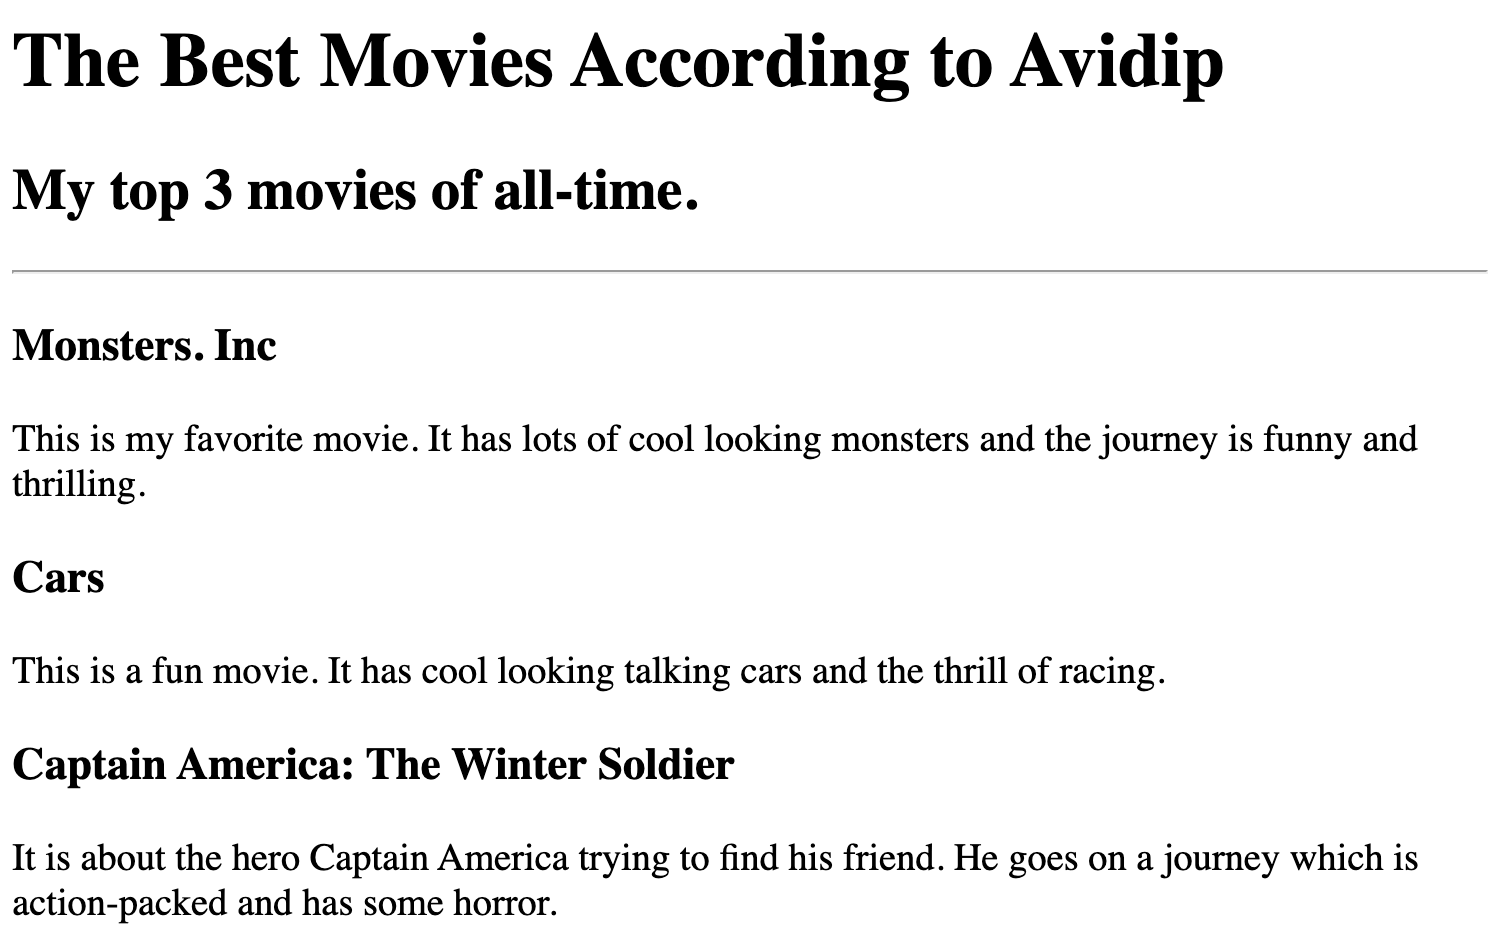 The Best Movies According to Avidip
My top 3 movies of all-time.
Monsters. Inc
This is my favorite movie. It has lots of cool looking monsters and the journey is funny and
thrilling.
Cars
This is a fun movie. It has cool looking talking cars and the thrill of racing.
Captain America: The Winter Soldier
It is about the hero Captain America trying to find his friend. He goes on a journey which is
action-packed and has some horror.